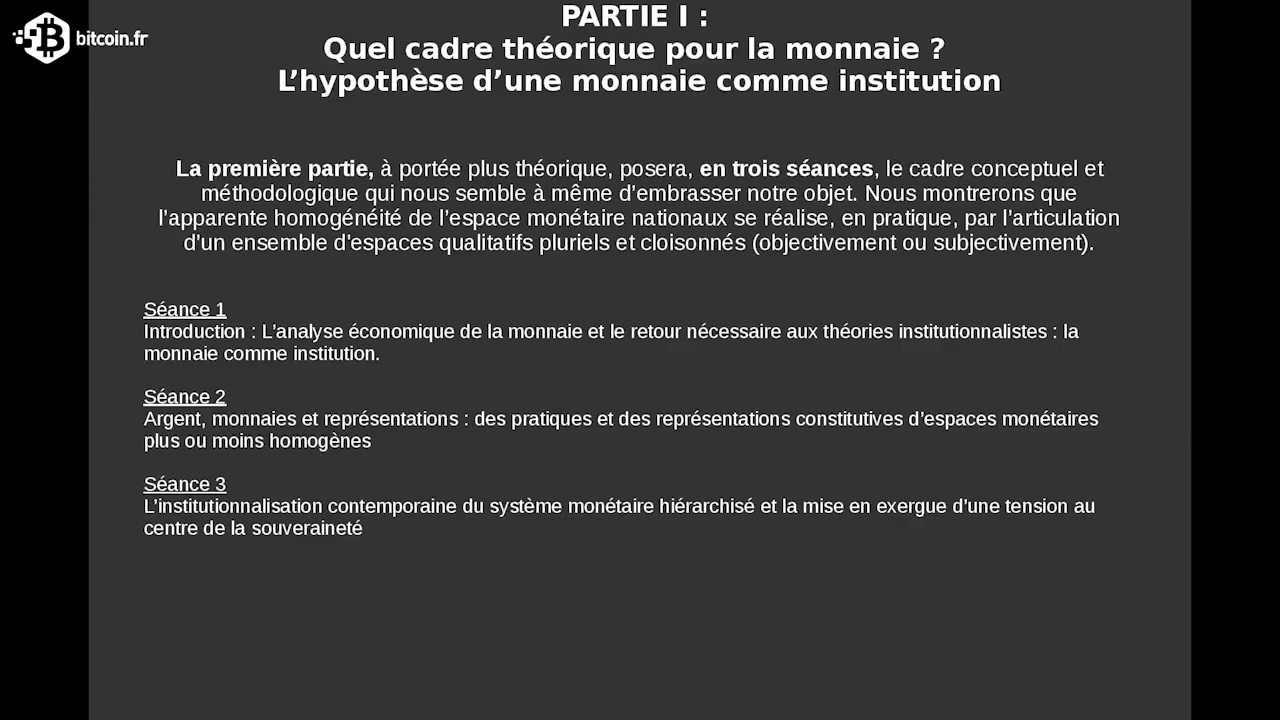 bitcoin.fr
PARTIE I :
Quel cadre théorique pour la monnaie ?
L’hypothèse d’une monnaie comme institution
La première partie, à portée plus théorique, posera, en trois séances, le cadre conceptuel et
méthodologique qui nous semble à même d’embrasser notre objet. Nous montrerons que
l’apparente homogénéité de l’espace monétaire nationaux se réalise, en pratique, par l’articulation
d'un ensemble d'espaces qualitatifs pluriels et cloisonnés (objectivement ou subjectivement).
Séance 1
Introduction : L’analyse économique de la monnaie et le retour nécessaire aux théories institutionnalistes : la
monnaie comme institution.
Séance 2
Argent, monnaies et représentations : des pratiques et des représentations constitutives d’espaces monétaires
plus ou moins homogènes
Séance 3
L’institutionnalisation contemporaine du système monétaire hiérarchisé et la mise en exergue d’une tension au
centre de la souveraineté